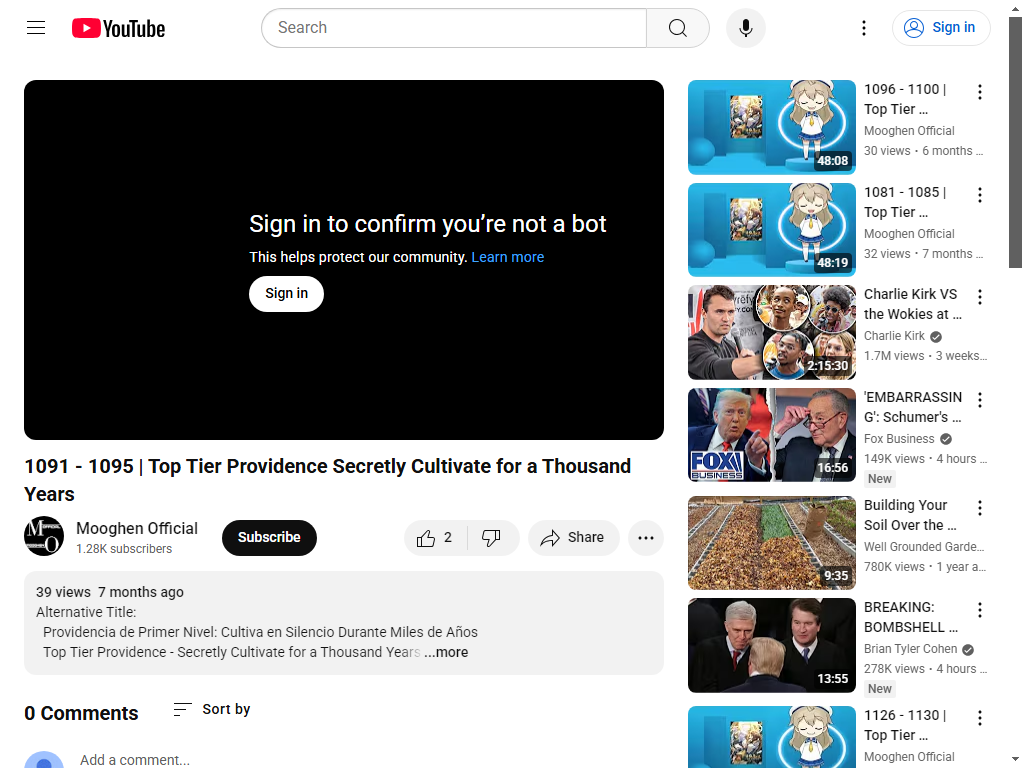 YouTube
Search
Sign in
Sign in to confirm you’re not a bot
This helps protect our community. Learn more
Sign in
1091 - 1095 | Top Tier Providence Secretly Cultivate for a Thousand
Years
Mooghen Official
1.28K subscribers
Subscribe
2
Share
39 views 7 months ago
Alternative Title:
Providencia de Primer Nivel: Cultiva en Silencio Durante Miles de Años
Top Tier Providence - Secretly Cultivate for a Thousand Years ...more
0 Comments
Sort by
Add a comment...
48:08
1096 - 1100 |
Top Tier ...
Mooghen Official
30 views • 6 months ...
48:19
1081 - 1085 |
Top Tier ...
Mooghen Official
32 views • 7 months ...
2:15:30
Charlie Kirk VS
the Wokies at ...
Charlie Kirk
1.7M views • 3 weeks...
FOX
BUSINESS
16:56
'EMBARRASSIN
G': Schumer's ...
Fox Business
149K views • 4 hours ...
New
9:35
Building Your
Soil Over the ...
Well Grounded Garde...
780K views • 1 year a...
13:55
BREAKING:
BOMBSHELL ...
Brian Tyler Cohen
278K views • 4 hours ...
New
1126 - 1130 |
Top Tier ...
Mooghen Official